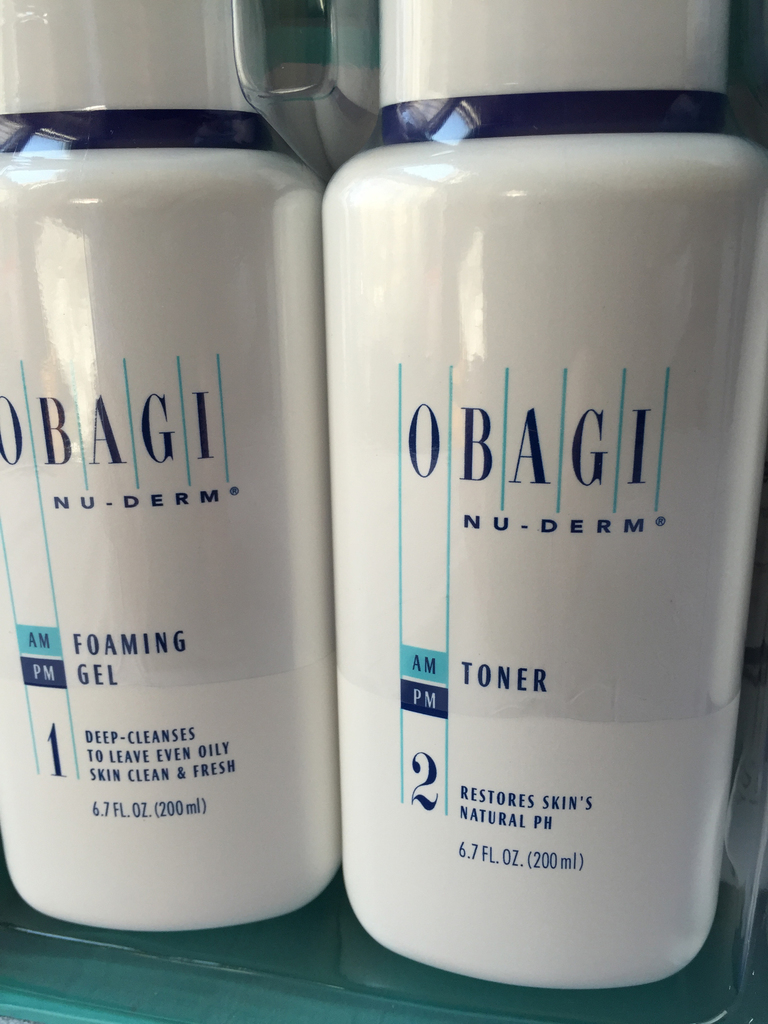 OBAGI
NU-DERM®
AM
PM
FOAMING
GEL
1
DEEP-CLEANSES
TO LEAVE EVEN OILY
SKIN CLEAN & FRESH
6.7 FL. OZ. (200 ml)
OBAGI
NU-DERM®
AM
PM
TONER
2
RESTORES SKIN'S
NATURAL PH
6.7 FL. OZ. (200 ml)